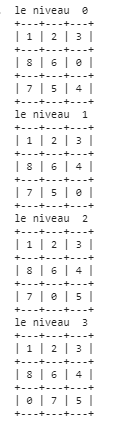 le niveau  0
+---+---+---+
| 1 | 2 | 3 |
+---+---+---+
| 8 | 6 | 0 |
+---+---+---+
| 7 | 5 | 4 |
+---+---+---+
le niveau  1
+---+---+---+
| 1 | 2 | 3 |
+---+---+---+
| 8 | 6 | 4 |
+---+---+---+
| 7 | 5 | 0 |
+---+---+---+
le niveau  2
+---+---+---+
| 1 | 2 | 3 |
+---+---+---+
| 8 | 6 | 4 |
+---+---+---+
| 7 | 0 | 5 |
+---+---+---+
le niveau  3
+---+---+---+
| 1 | 2 | 3 |
+---+---+---+
| 8 | 6 | 4 |
+---+---+---+
| 0 | 7 | 5 |
+---+---+---+